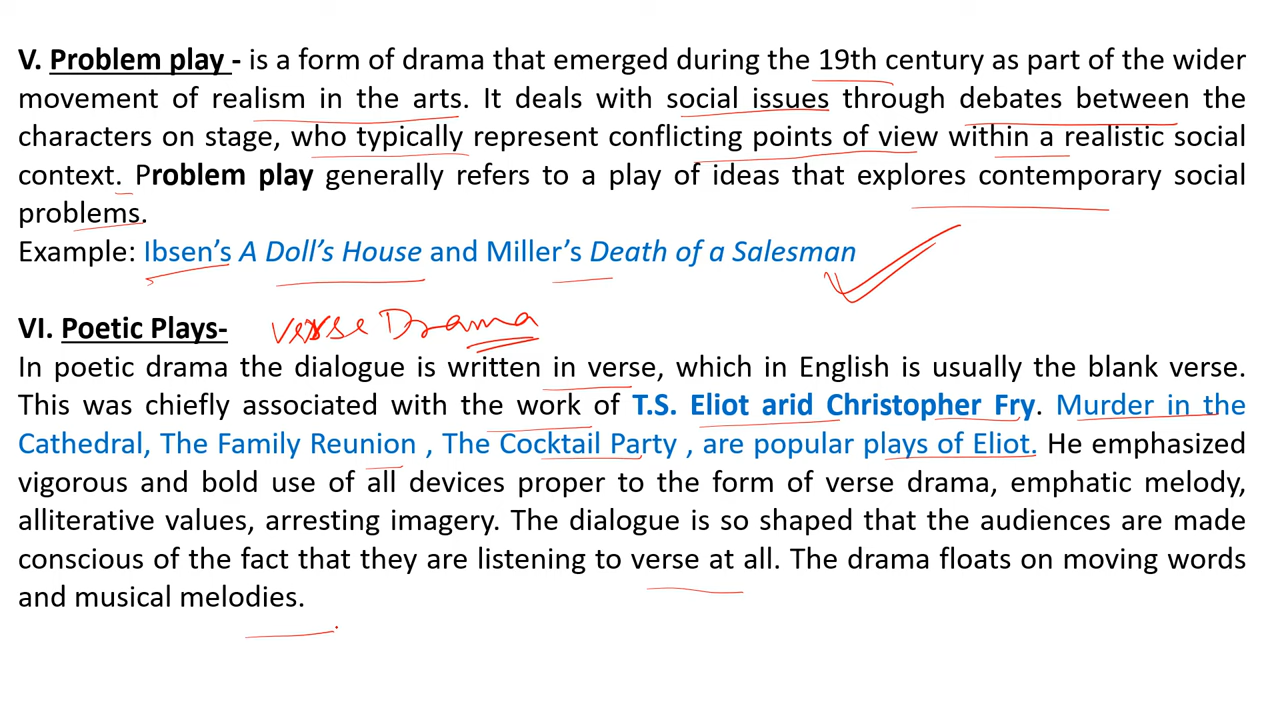 V. Problem play - is a form of drama that emerged during the 19th century as part of the wider
movement of realism in the arts. It deals with social issues through debates between the
characters on stage, who typically represent conflicting points of view within a realistic social
context. Problem play generally refers to a play of ideas that explores contemporary social
problems.
Example: Ibsen’s A Doll’s House and Miller’s Death of a Salesman
VI. Poetic Plays- verse Drama
In poetic drama the dialogue is written in verse, which in English is usually the blank verse.
This was chiefly associated with the work of T.S. Eliot arid Christopher Fry. Murder in the
Cathedral, The Family Reunion , The Cocktail Party , are popular plays of Eliot. He emphasized
vigorous and bold use of all devices proper to the form of verse drama, emphatic melody,
alliterative values, arresting imagery. The dialogue is so shaped that the audiences are made
conscious of the fact that they are listening to verse at all. The drama floats on moving words
and musical melodies.